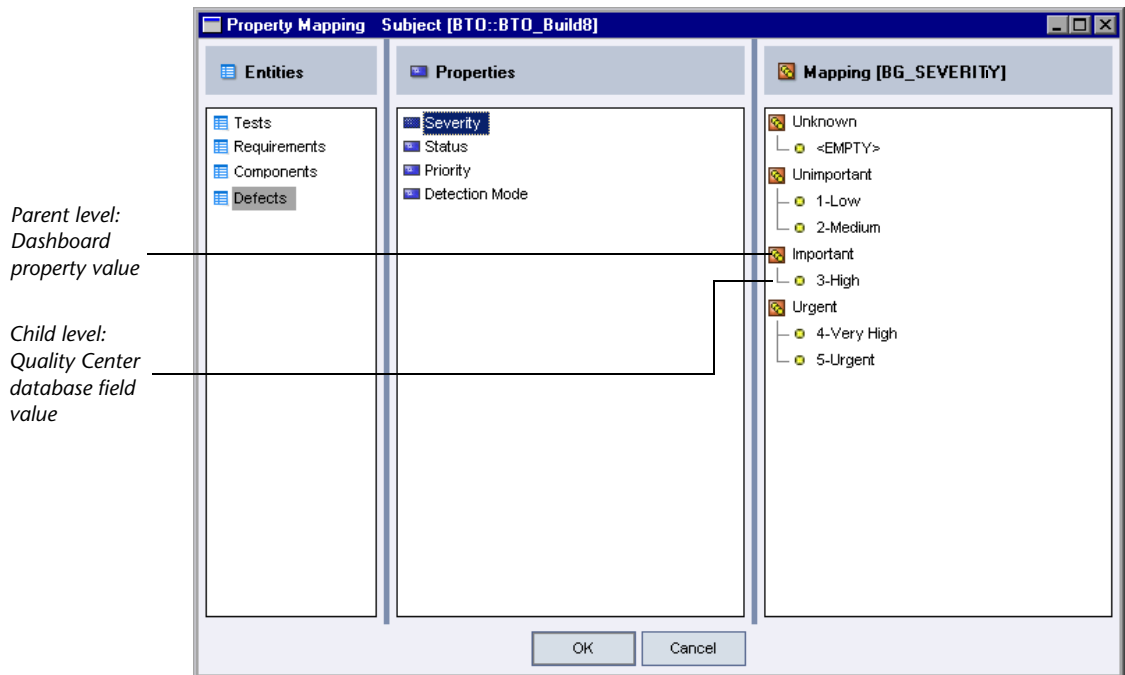 Property Mapping Subject [BTO::BTO_Build8]
Entities
Properties
Mapping [BG_SEVERITY]
Tests
Requirements
Components
Defects
Severity
Status
Priority
Detection Mode
Unknown
<EMPTY>
Unimportant
1-Low
2-Medium
Important
3-High
Urgent
4-Very High
5-Urgent
Parent level:
Dashboard
property value
Child level:
Quality Center
database field
value
OK
Cancel